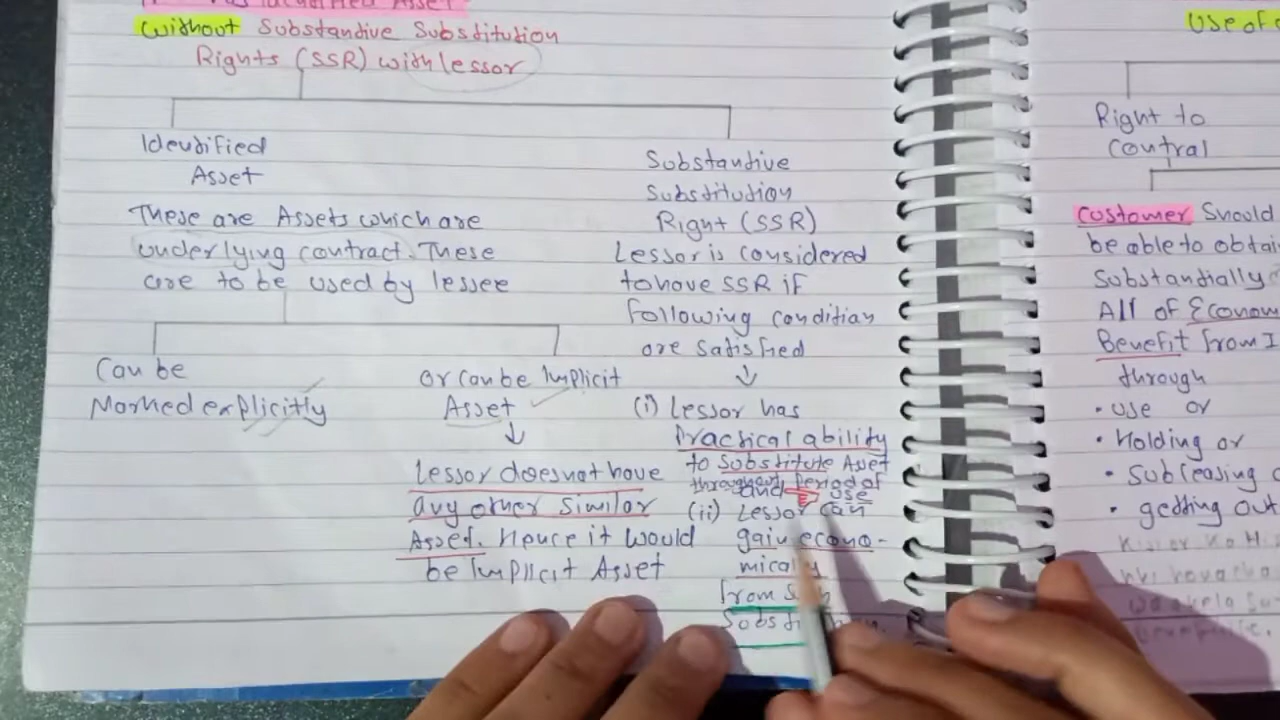 Identified Asset
without Substantive Substitution
Rights (SSR) with lessor
Identified
Asset
These are Assets which are
underlying contract. These
are to be used by lessee
Can be
Marked explicitly
or can be Implicit
Asset
Lessor does not have
any other similar
Asset. Hence it would
be Implicit Asset
Substantive
Substitution
Right (SSR)
Lessor is considered
to have SSR if
following condition
are satisfied
(i) Lessor has
Practical ability
to Substitute Asset
throughout Period of
and use
(ii) Lessor can
gain econo-
mically
from
Use of
Right to
control
Customer Should
be able to obtain
Substantially
All of Econom
Benefit from I
through
• Use or
• Holding or
• Subleasing
• getting out